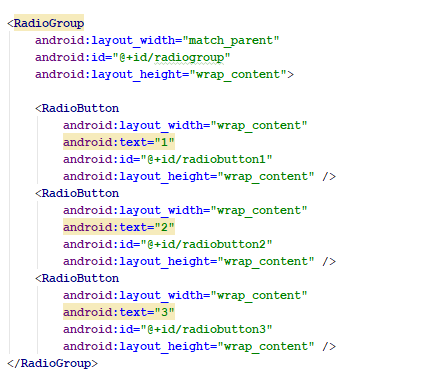 <RadioGroup
    android:layout_width="match_parent"
    android:id="@+id/radiogroup"
    android:layout_height="wrap_content">

    <RadioButton
        android:layout_width="wrap_content"
        android:text="1"
        android:id="@+id/radiobutton1"
        android:layout_height="wrap_content" />
    <RadioButton
        android:layout_width="wrap_content"
        android:text="2"
        android:id="@+id/radiobutton2"
        android:layout_height="wrap_content" />
    <RadioButton
        android:layout_width="wrap_content"
        android:text="3"
        android:id="@+id/radiobutton3"
        android:layout_height="wrap_content" />
</RadioGroup>